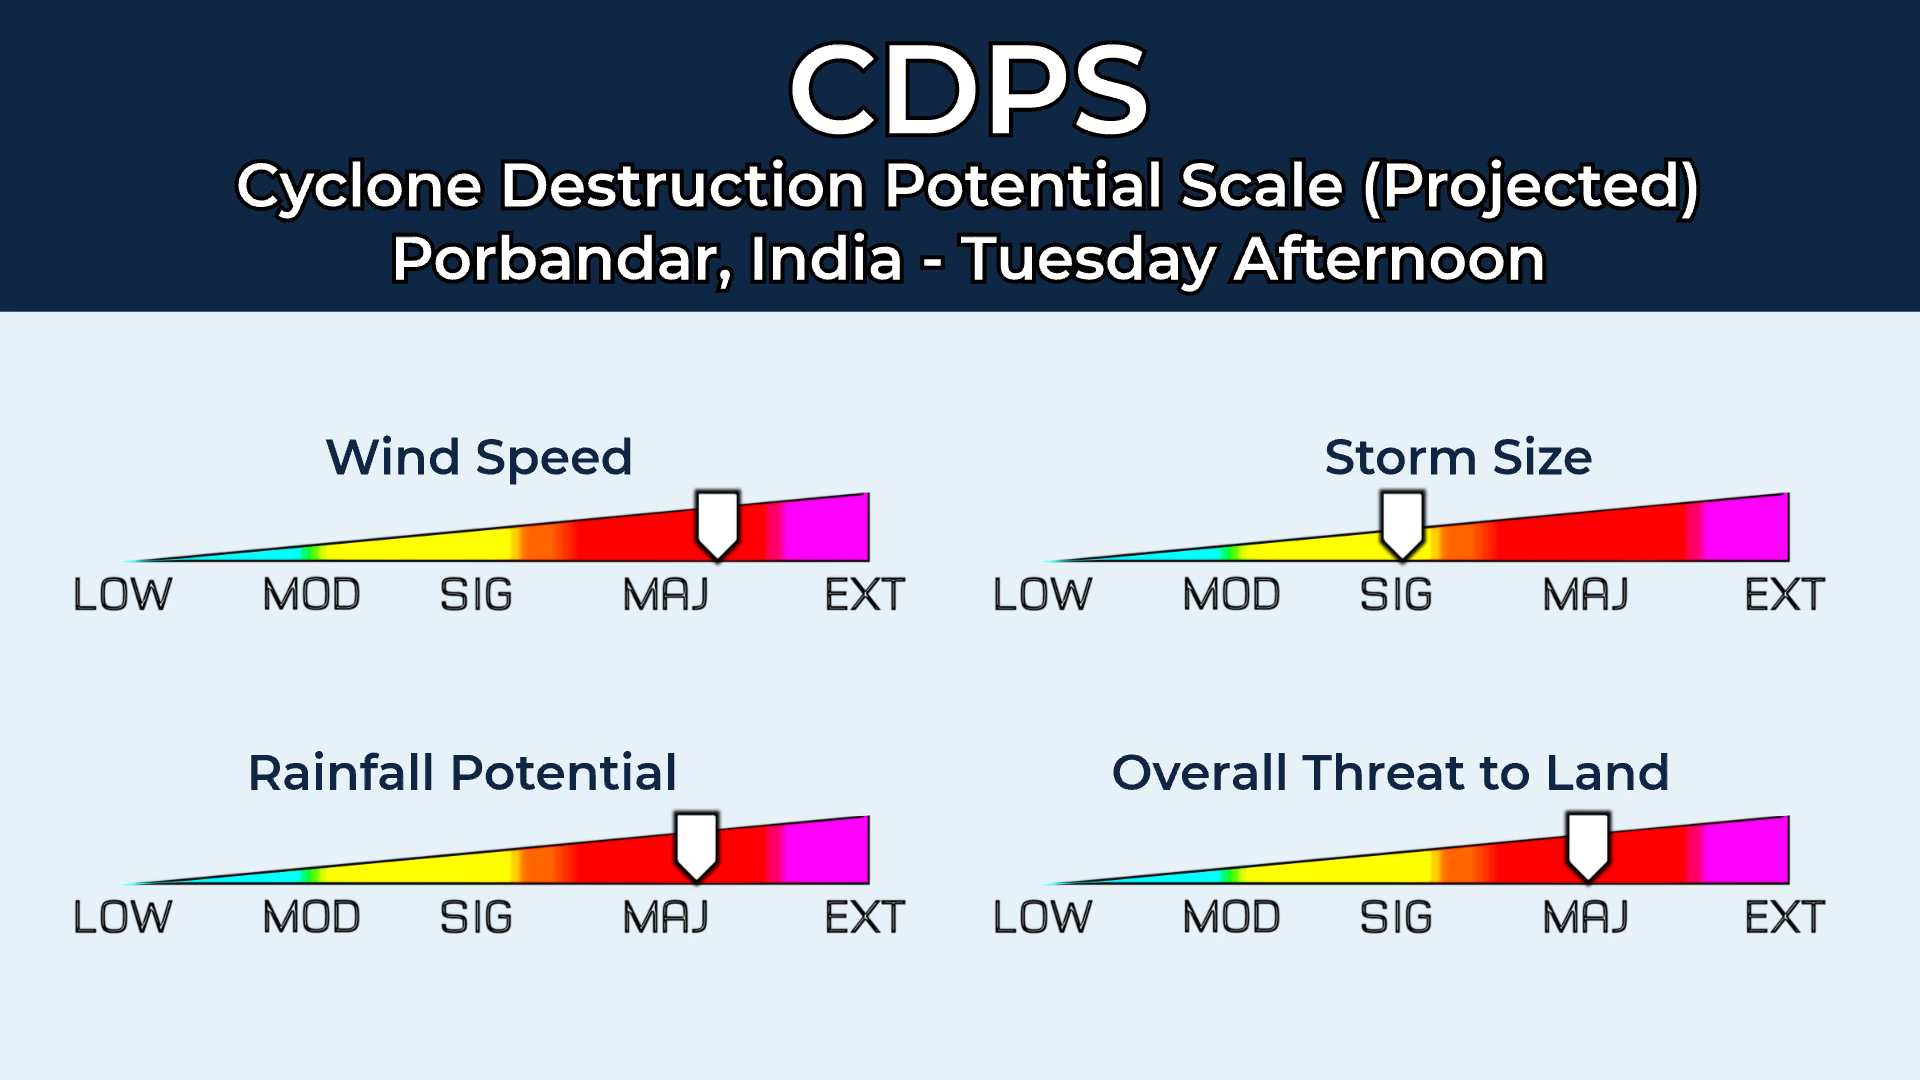 CDPS
Cyclone Destruction Potential Scale (Projected)
Porbandar, India - Tuesday Afternoon
Wind Speed
LOW MOD SIG MAJ EXT
Storm Size
LOW MOD SIG MAJ EXT
Rainfall Potential
LOW MOD SIG MAJ EXT
Overall Threat to Land
LOW MOD SIG MAJ EXT